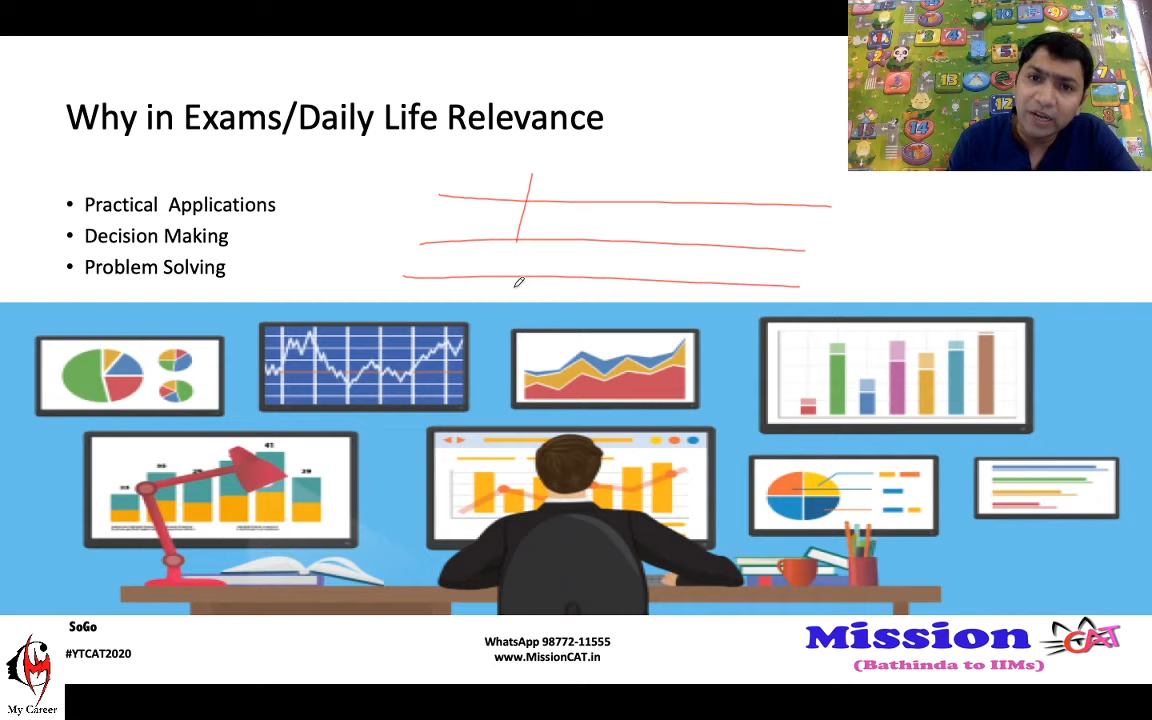 Why in Exams/Daily Life Relevance
• Practical Applications
• Decision Making
• Problem Solving
SoGo
#YTCAT2020
My Career
WhatsApp 98772-11555
www.MissionCAT.in
Mission CAT
(Bathinda to IIMs)